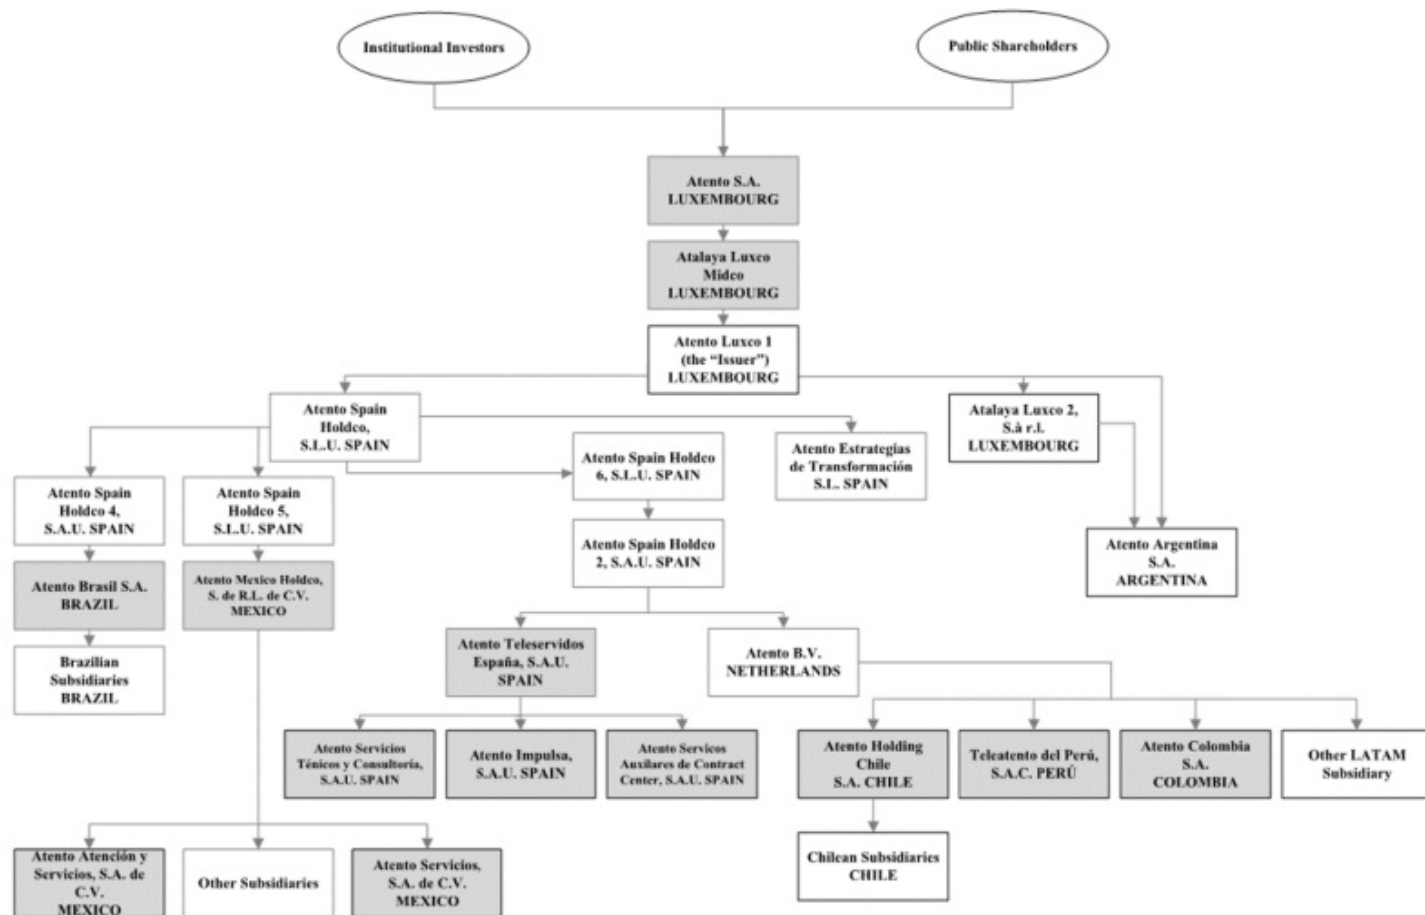 Institutional Investors
Public Shareholders
Atento S.A.
LUXEMBOURG
Atalaya Luxco
Midco
LUXEMBOURG
Atento Luxco 1
(the “Issuer”)
LUXEMBOURG
Atento Spain
Holdco,
S.L.U. SPAIN
Atalaya Luxco 2,
S.à r.l.
LUXEMBOURG
Atento Spain Holdco
6, S.L.U. SPAIN
Atento Estrategias
de Transformación
S.L. SPAIN
Atento Spain
Holdco 4,
S.A.U. SPAIN
Atento Spain
Holdco 5,
S.L.U. SPAIN
Atento Spain Holdco
2, S.A.U. SPAIN
Atento Argentina
S.A.
ARGENTINA
Atento Brasil S.A.
BRAZIL
Atento Mexico Holdco,
S. de R.L. de C.V.
MEXICO
Brazilian
Subsidiaries
BRAZIL
Atento Teleservidos
España, S.A.U.
SPAIN
Atento B.V.
NETHERLANDS
Atento Servicios
Ténicos y Consultoría,
S.A.U. SPAIN
Atento Impulsa,
S.A.U. SPAIN
Atento Servicos
Auxilares de Contract
Center, S.A.U. SPAIN
Atento Holding
Chile
S.A. CHILE
Teleatento del Perú,
S.A.C. PERÛ
Atento Colombia
S.A.
COLOMBIA
Other LATAM
Subsidiary
Chilean Subsidiaries
CHILE
Atento Atención y
Servicios, S.A. de
C.V.
MEXICO
Other Subsidiaries
Atento Servicios,
S.A. de C.V.
MEXICO